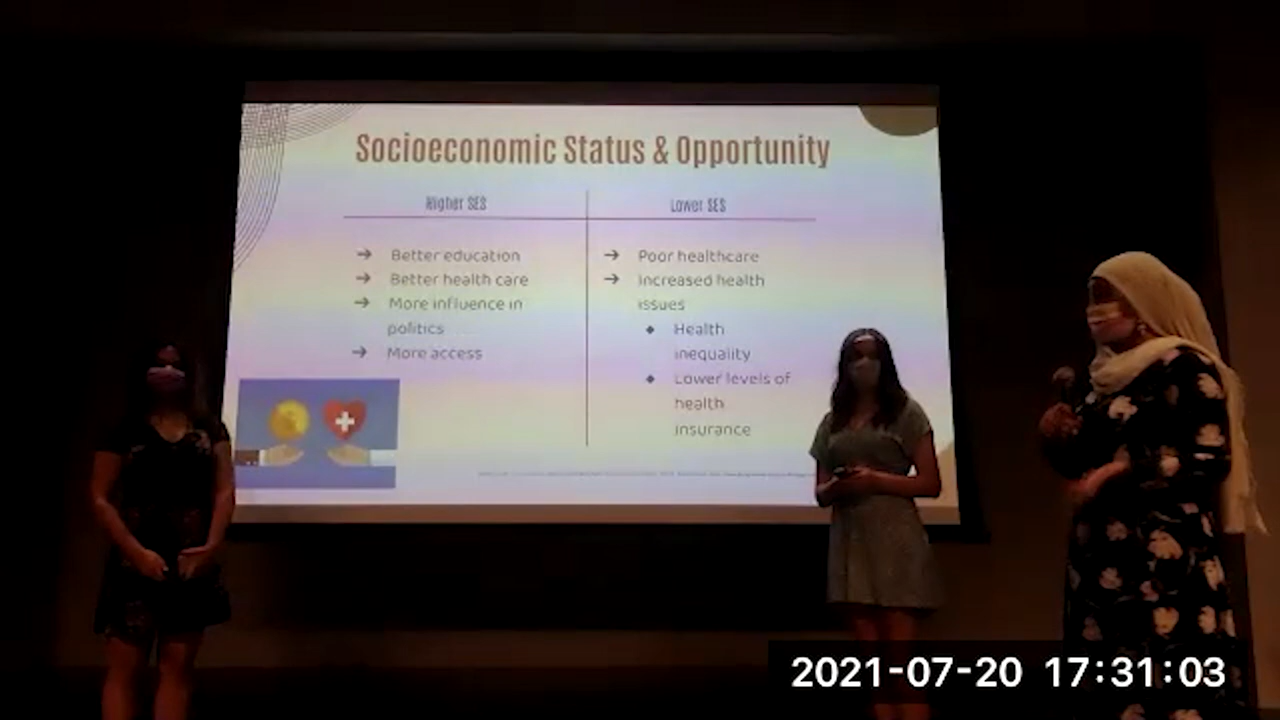 Socioeconomic Status & Opportunity
Higher SES
Lower SES
Better education
Better health care
More influence in
politics
More access
Poor healthcare
Increased health
issues
Health
inequality
Lower levels of
health
insurance
2021-07-20 17:31:03